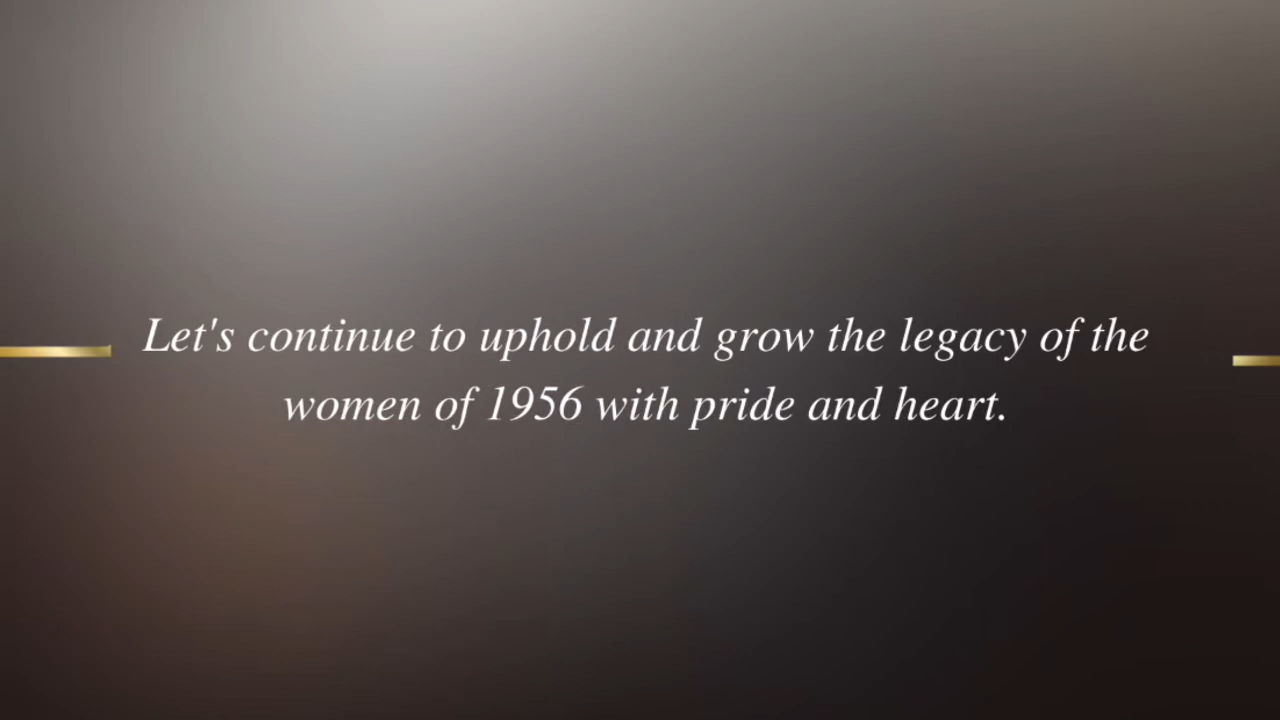 Let's continue to uphold and grow the legacy of the
women of 1956 with pride and heart.